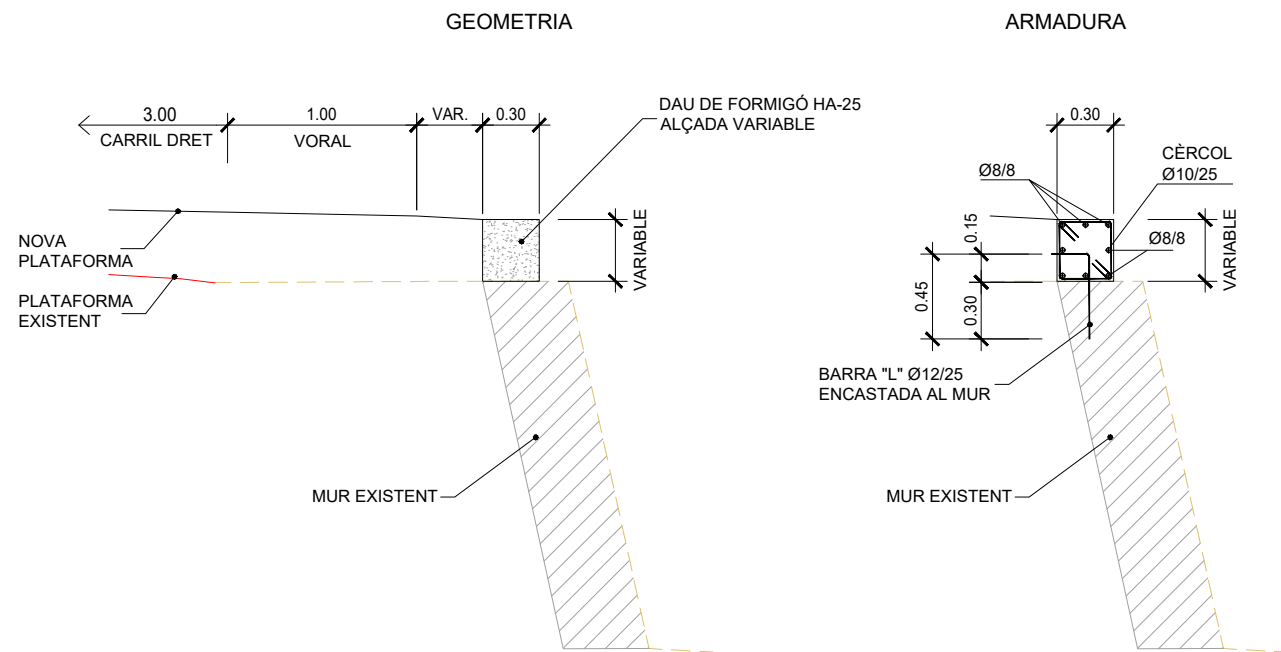 GEOMETRIA
3.00
CARRIL DRET
1.00
VORAL
VAR.
0.30
DAU DE FORMIGÓ HA-25
ALÇADA VARIABLE
NOVA
PLATAFORMA
PLATAFORMA
EXISTENT
VARIABLE
MUR EXISTENT
ARMADURA
0.30
Ø8/8
CÈRCOL
Ø10/25
Ø8/8
0.15
0.45
0.30
VARIABLE
BARRA "L" Ø12/25
ENCASTADA AL MUR
MUR EXISTENT